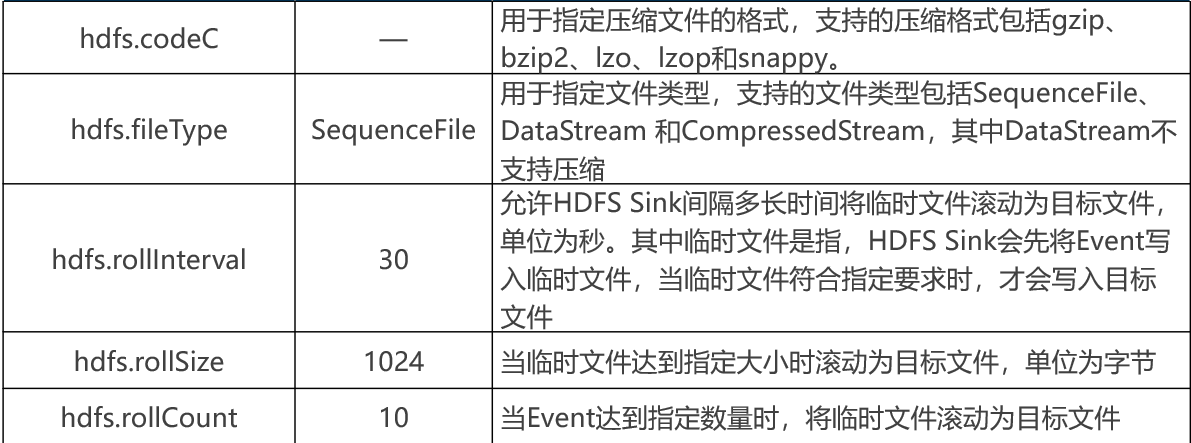 hdfs.codeC
—
用于指定压缩文件的格式，支持的压缩格式包括gzip、
bzip2、lzo、lzop和snappy。
hdfs.fileType
SequenceFile
用于指定文件类型，支持的文件类型包括SequenceFile、
DataStream 和CompressedStream，其中DataStream不
支持压缩
hdfs.rollInterval
30
允许HDFS Sink间隔多长时间将临时文件滚动为目标文件，
单位为秒。其中临时文件是指，HDFS Sink会先将Event写
入临时文件，当临时文件符合指定要求时，才会写入目标
文件
hdfs.rollSize
1024
当临时文件达到指定大小时滚动为目标文件，单位为字节
hdfs.rollCount
10
当Event达到指定数量时，将临时文件滚动为目标文件